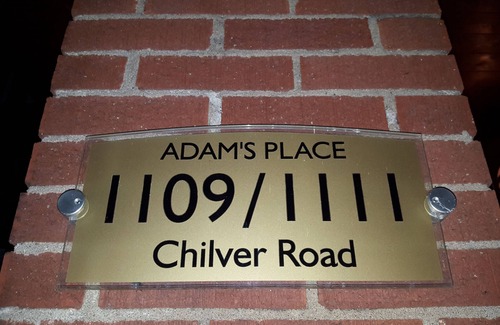 ADAM'S PLACE
1109/1111
Chilver Road